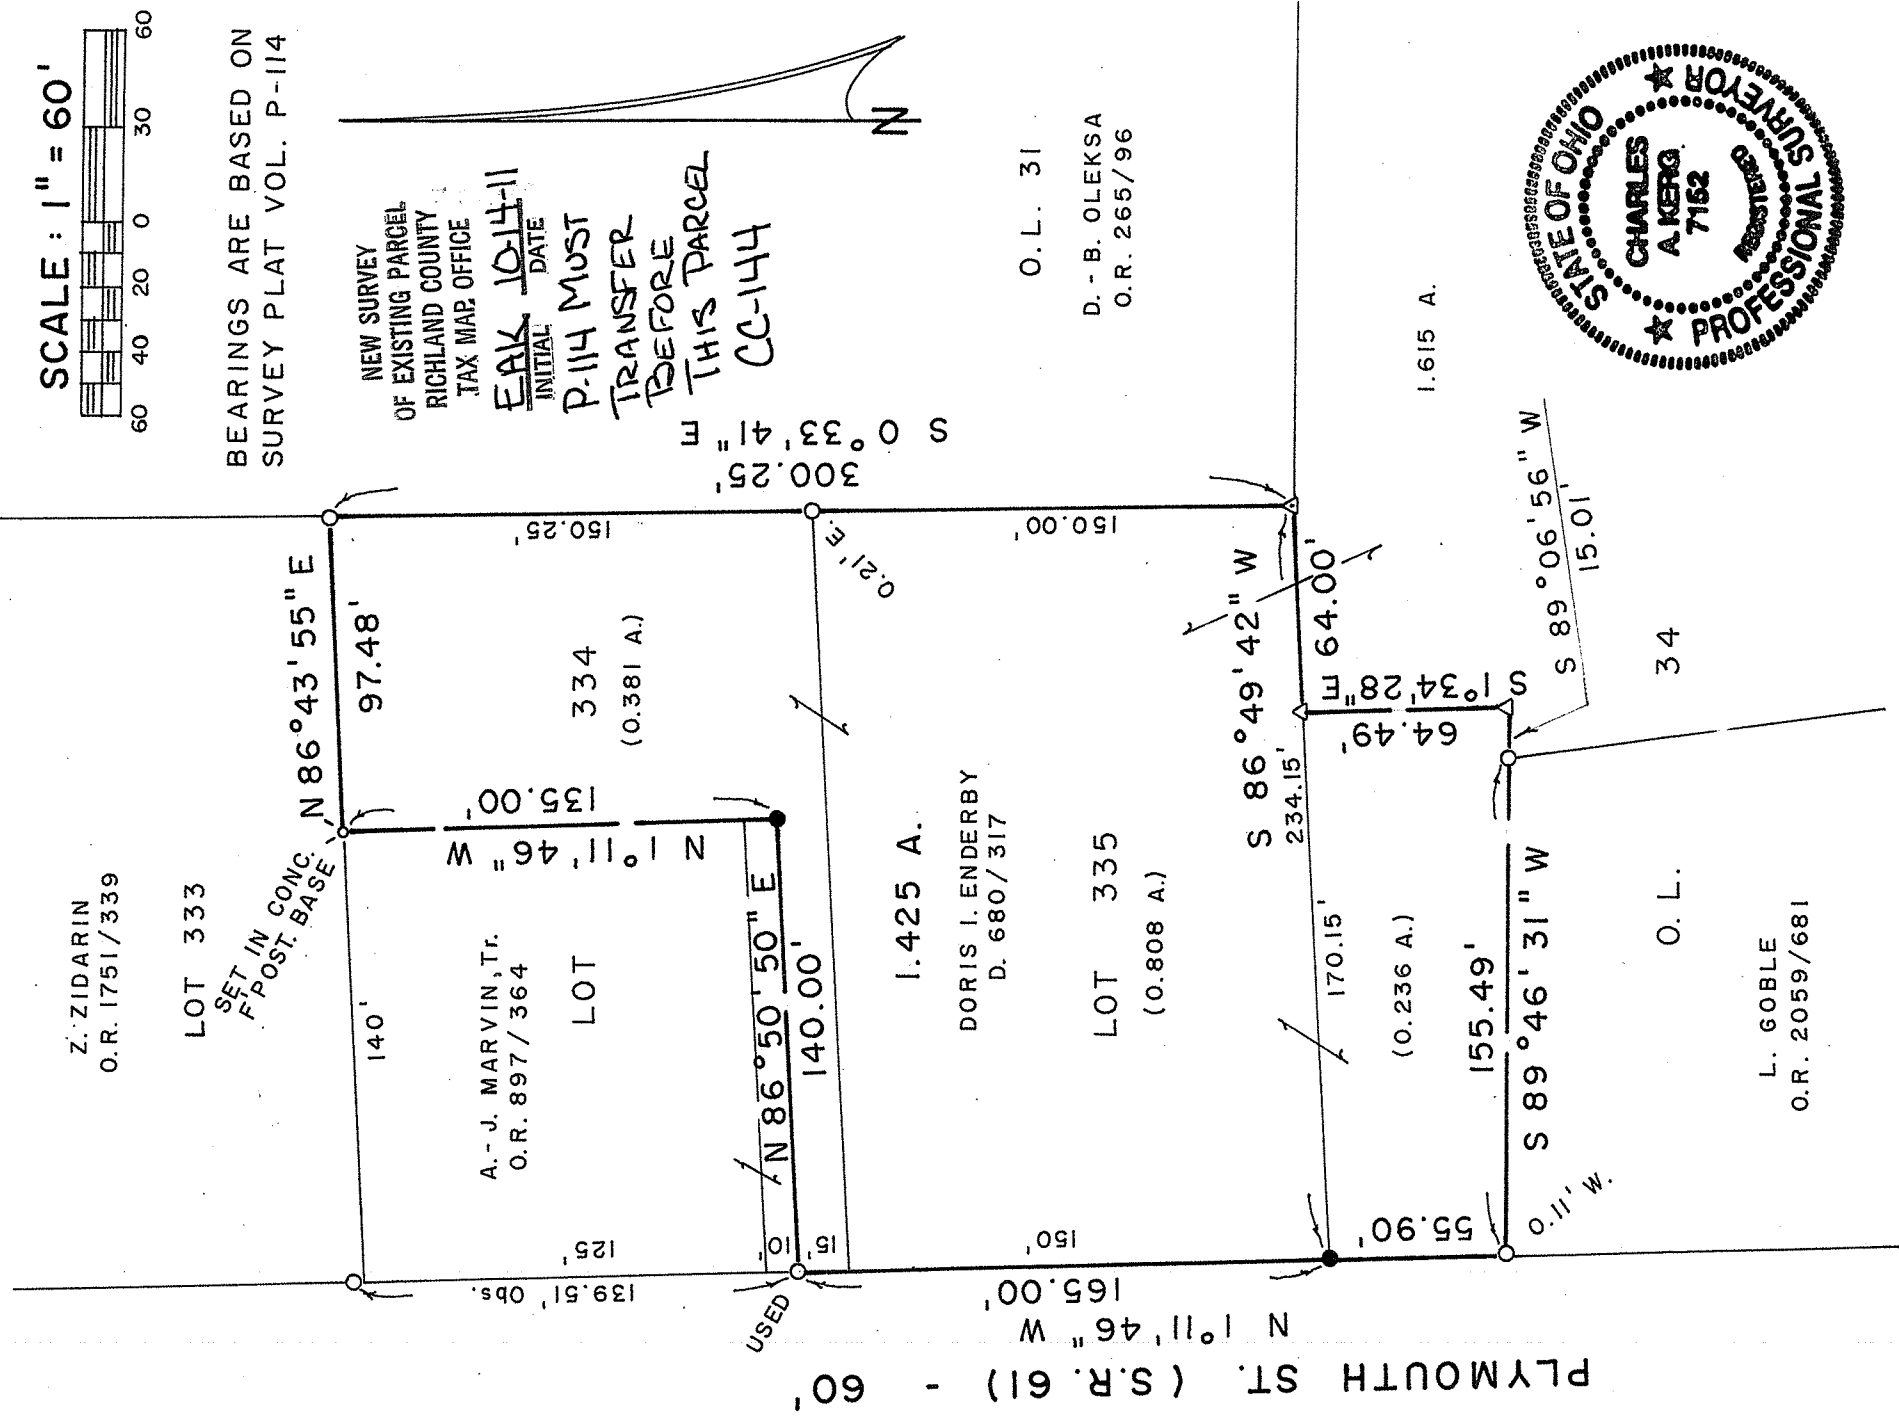 SCALE : 1" = 60'
60 40 20 0 30 60
BEARINGS ARE BASED ON
SURVEY PLAT VOL. P-114
NEW SURVEY
OF EXISTING PARCEL
RICHLAND COUNTY
TAX MAP OFFICE
EAK 10-14-11
INITIAL DATE
P-114 MUST
TRANSFER
BEFORE
THIS PARCEL
CC-144
N
S 0°33'41" E
300.25'
150.25'
150.00'
O.L. 31
D. - B. OLEKSA
O.R. 265/96
1.615 A.
STATE OF OHIO
CHARLES
A. KERG
7152
REGISTERED
PROFESSIONAL SURVEYOR
Z. ZIDARIN
O.R. 1751/339
LOT 333
SET IN CONC.
F'POST. BASE
N 86°43'55" E
97.48'
140'
334
(0.381 A.)
135.00'
N 1°11'46" W
A.-J. MARVIN, Tr.
O.R. 897/364
LOT
N 86°50'50" E
140.00'
0.21' E.
1.425 A.
DORIS I. ENDERBY
D. 680/317
LOT 335
(0.808 A.)
S 86°49'42" W
234.15'
64.00'
170.15'
S 1°34'28" E
64.49'
(0.236 A.)
155.49'
S 89°46'31" W
S 89°06'56" W
15.01'
34
O.L.
L. GOBLE
O.R. 2059/681
125'
10'
15'
150'
139.51' Obs.
USED
165.00'
N 1°11'46" W
55.90'
0.11' W.
PLYMOUTH ST. (S.R. 61) - 60'